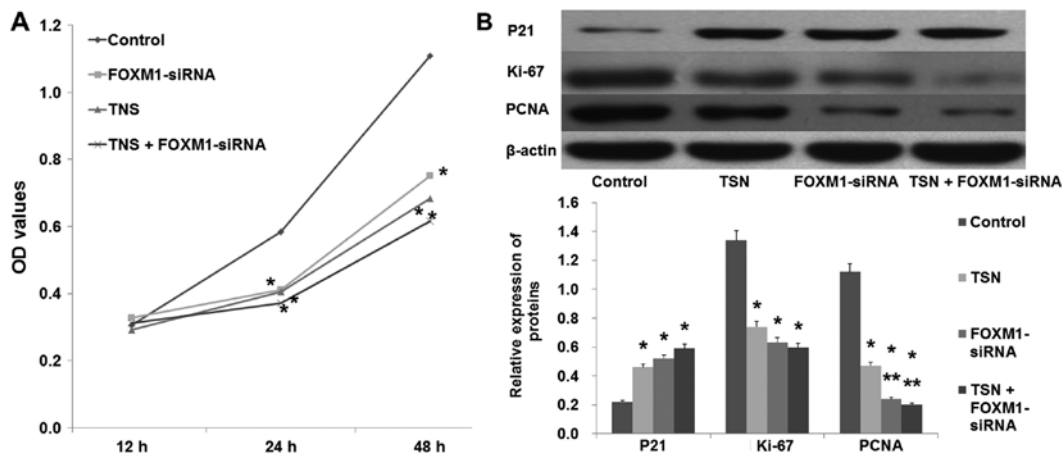 A
1.2
1.0
0.8
0.6
0.4
0.2
0.0
OD values
Control
FOXM1-siRNA
TNS
TNS + FOXM1-siRNA
*
*
*
*
* *
12 h
24 h
48 h
B
P21
Ki-67
PCNA
β-actin
Control TSN FOXM1-siRNA TSN + FOXM1-siRNA
Relative expression of
proteins
1.6
1.4
1.2
1.0
0.8
0.6
0.4
0.2
0.0
* * *
* * *
* * *
** **
P21
Ki-67
PCNA
Control
TSN
FOXM1-
siRNA
TSN +
FOXM1-
siRNA